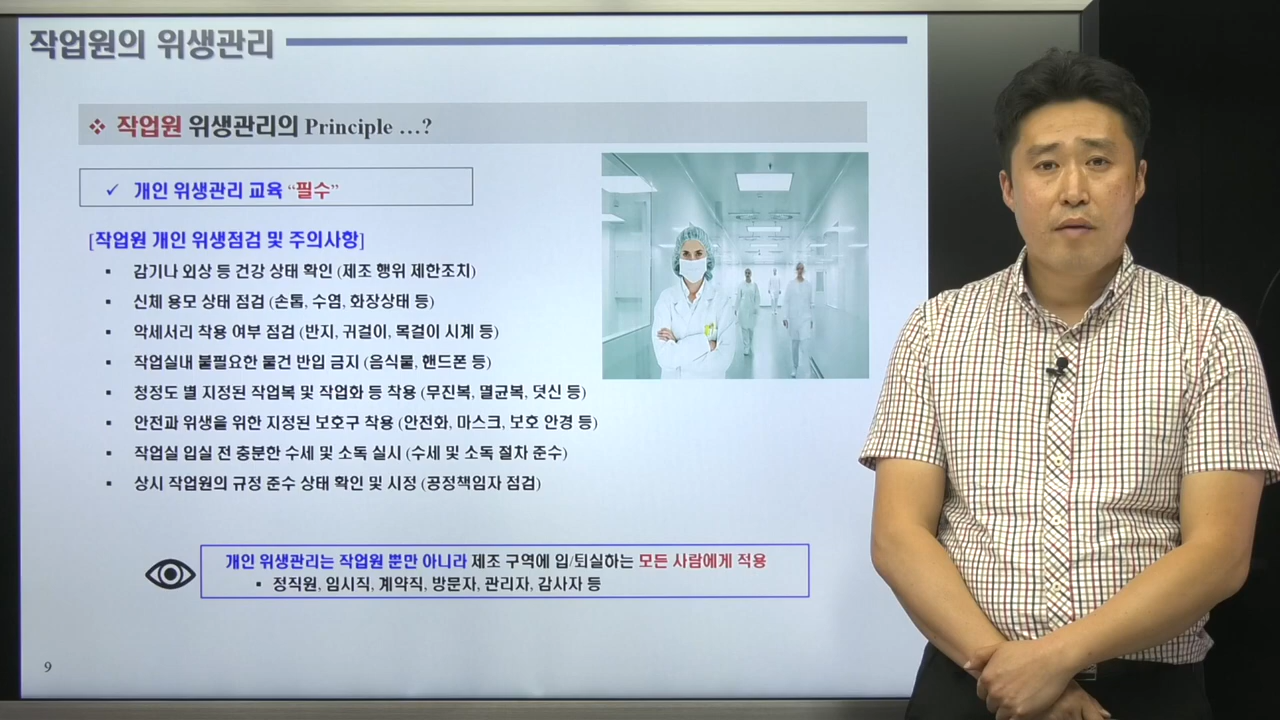 작업원의 위생관리
❖ 작업원 위생관리의 Principle …?
✓ 개인 위생관리 교육 “필수”
[작업원 개인 위생점검 및 주의사항]
▪ 감기나 외상 등 건강 상태 확인 (제조 행위 제한조치)
▪ 신체 용모 상태 점검 (손톱, 수염, 화장상태 등)
▪ 악세서리 착용 여부 점검 (반지, 귀걸이, 목걸이 시계 등)
▪ 작업실내 불필요한 물건 반입 금지 (음식물, 핸드폰 등)
▪ 청정도 별 지정된 작업복 및 작업화 등 착용 (무진복, 멸균복, 덧신 등)
▪ 안전과 위생을 위한 지정된 보호구 착용 (안전화, 마스크, 보호 안경 등)
▪ 작업실 입실 전 충분한 수세 및 소독 실시 (수세 및 소독 절차 준수)
▪ 상시 작업원의 규정 준수 상태 확인 및 시정 (공정책임자 점검)
개인 위생관리는 작업원 뿐만 아니라 제조 구역에 입/퇴실하는 모든 사람에게 적용
▪ 정직원, 임시직, 계약직, 방문자, 관리자, 감사자 등
9